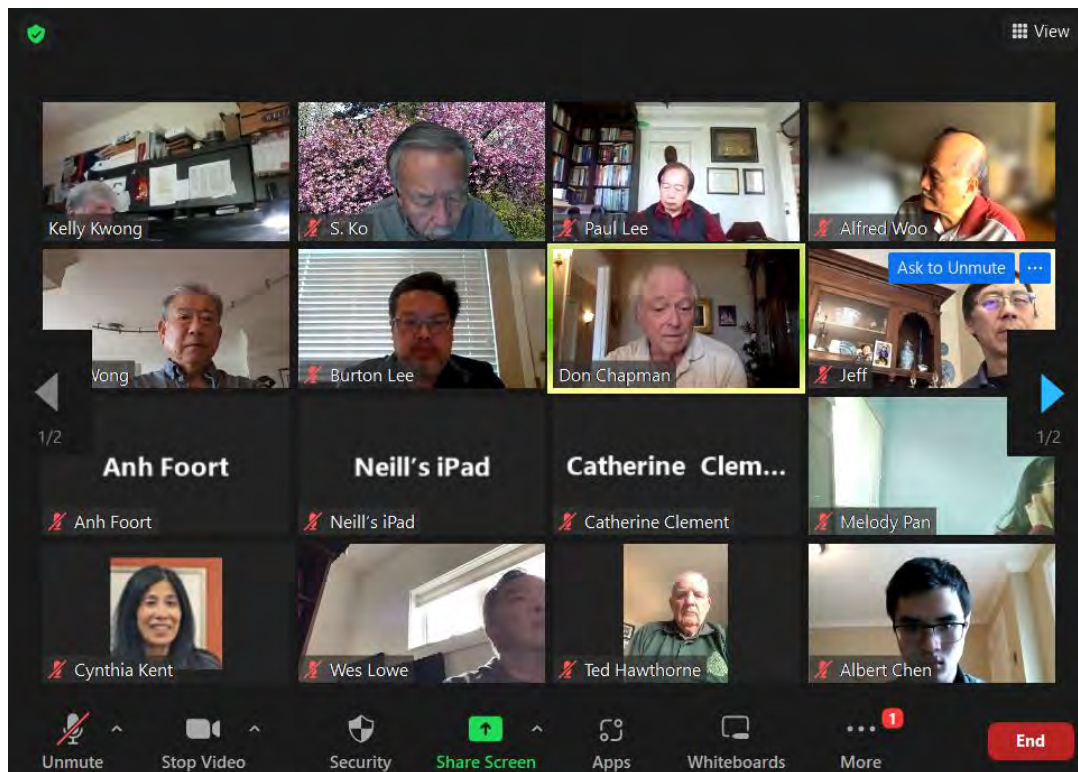 View
Kelly Kwong
S. Ko
Paul Lee
Alfred Woo
Ask to Unmute
...
Wong
Burton Lee
Don Chapman
Jeff
1/2
1/2
Anh Foort
Neill's iPad
Catherine Clem...
Anh Foort
Neill's iPad
Catherine Clement
Melody Pan
Cynthia Kent
Wes Lowe
Ted Hawthorne
Albert Chen
1
Unmute
Stop Video
Security
Share Screen
Apps
Whiteboards
More
End